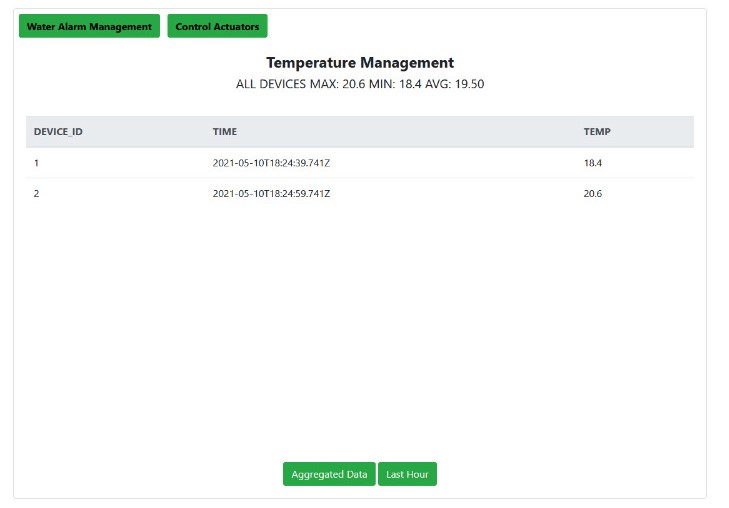 Water Alarm Management Control Actuators
Temperature Management
ALL DEVICES MAX: 20.6 MIN: 18.4 AVG: 19.50
DEVICE_ID TIME TEMP
1 2021-05-10T18:24:39.741Z 18.4
2 2021-05-10T18:24:59.741Z 20.6
Aggregated Data Last Hour